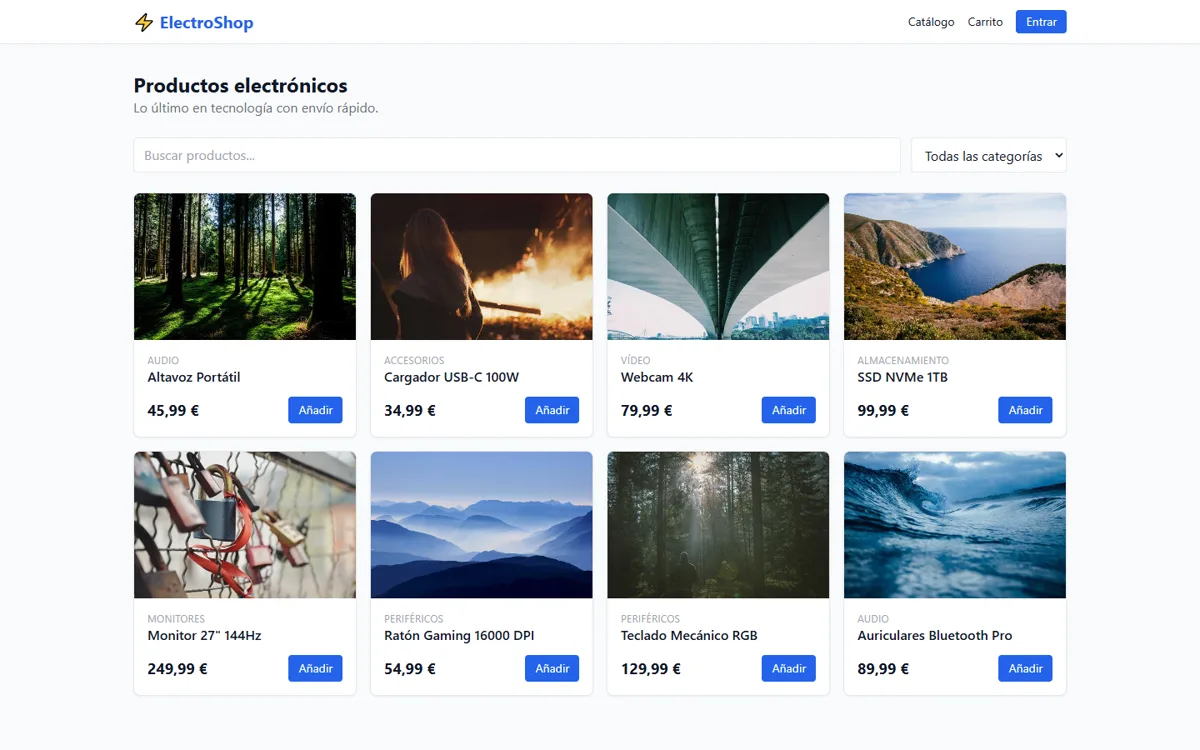 ⚡ ElectroShop
Catálogo Carrito Entrar
Productos electrónicos
Lo último en tecnología con envío rápido.
Buscar productos...
Todas las categorías
AUDIO
Altavoz Portátil
45,99 €
Añadir
ACCESORIOS
Cargador USB-C 100W
34,99 €
Añadir
VÍDEO
Webcam 4K
79,99 €
Añadir
ALMACENAMIENTO
SSD NVMe 1TB
99,99 €
Añadir
MONITORES
Monitor 27" 144Hz
249,99 €
Añadir
PERIFÉRICOS
Ratón Gaming 16000 DPI
54,99 €
Añadir
PERIFÉRICOS
Teclado Mecánico RGB
129,99 €
Añadir
AUDIO
Auriculares Bluetooth Pro
89,99 €
Añadir